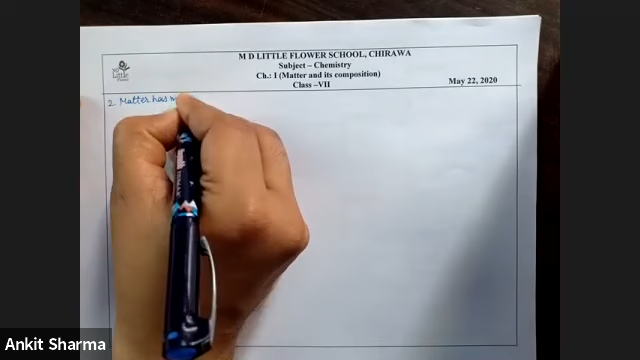 M D LITTLE FLOWER SCHOOL, CHIRAWA
Subject – Chemistry
Ch.: I (Matter and its composition)
Class –VII
May 22, 2020
Little
2. Matter has m
Ankit Sharma